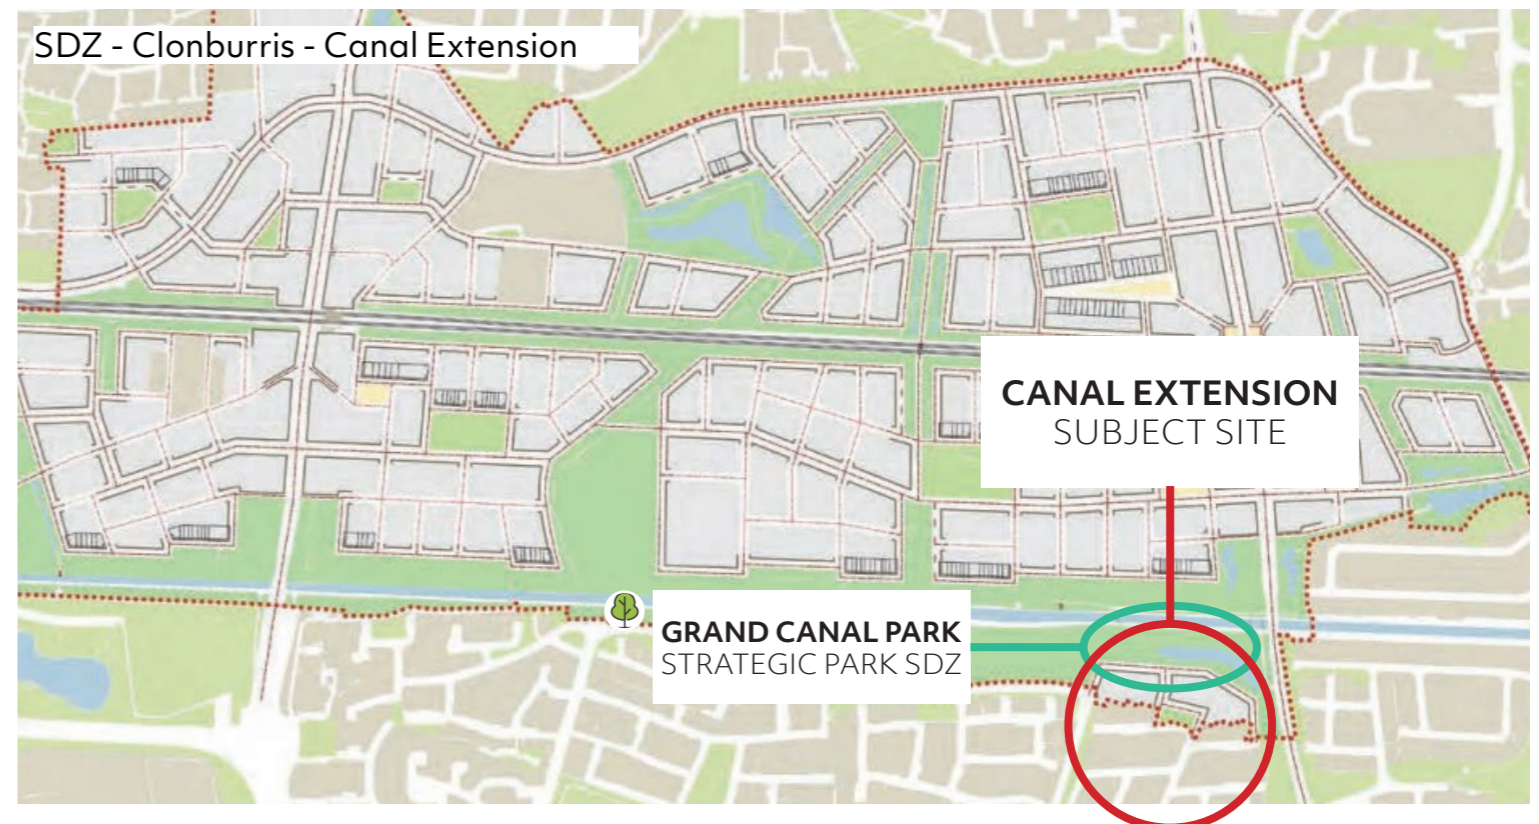 SDZ - Clonburris - Canal Extension
CANAL EXTENSION
SUBJECT SITE
GRAND CANAL PARK
STRATEGIC PARK SDZ